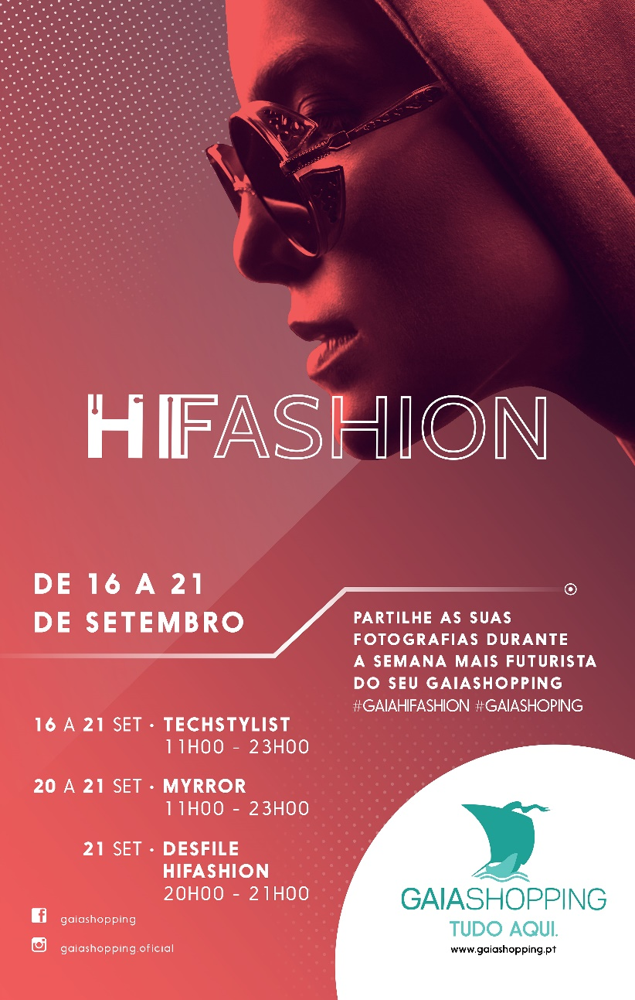 HIFASHION
DE 16 A 21
DE SETEMBRO
PARTILHE AS SUAS
FOTOGRAFIAS DURANTE
A SEMANA MAIS FUTURISTA
DO SEU GAIASHOPPING
#GAIAHIFASHION #GAIASHOPING
16 A 21 SET • TECHSTYLIST
11H00 - 23H00
20 A 21 SET • MYRROR
11H00 - 23H00
21 SET • DESFILE
HIFASHION
20H00 - 21H00
gaiashopping
gaiashopping.oficial
GAIASHOPPING
TUDO AQUI.
www.gaiashopping.pt